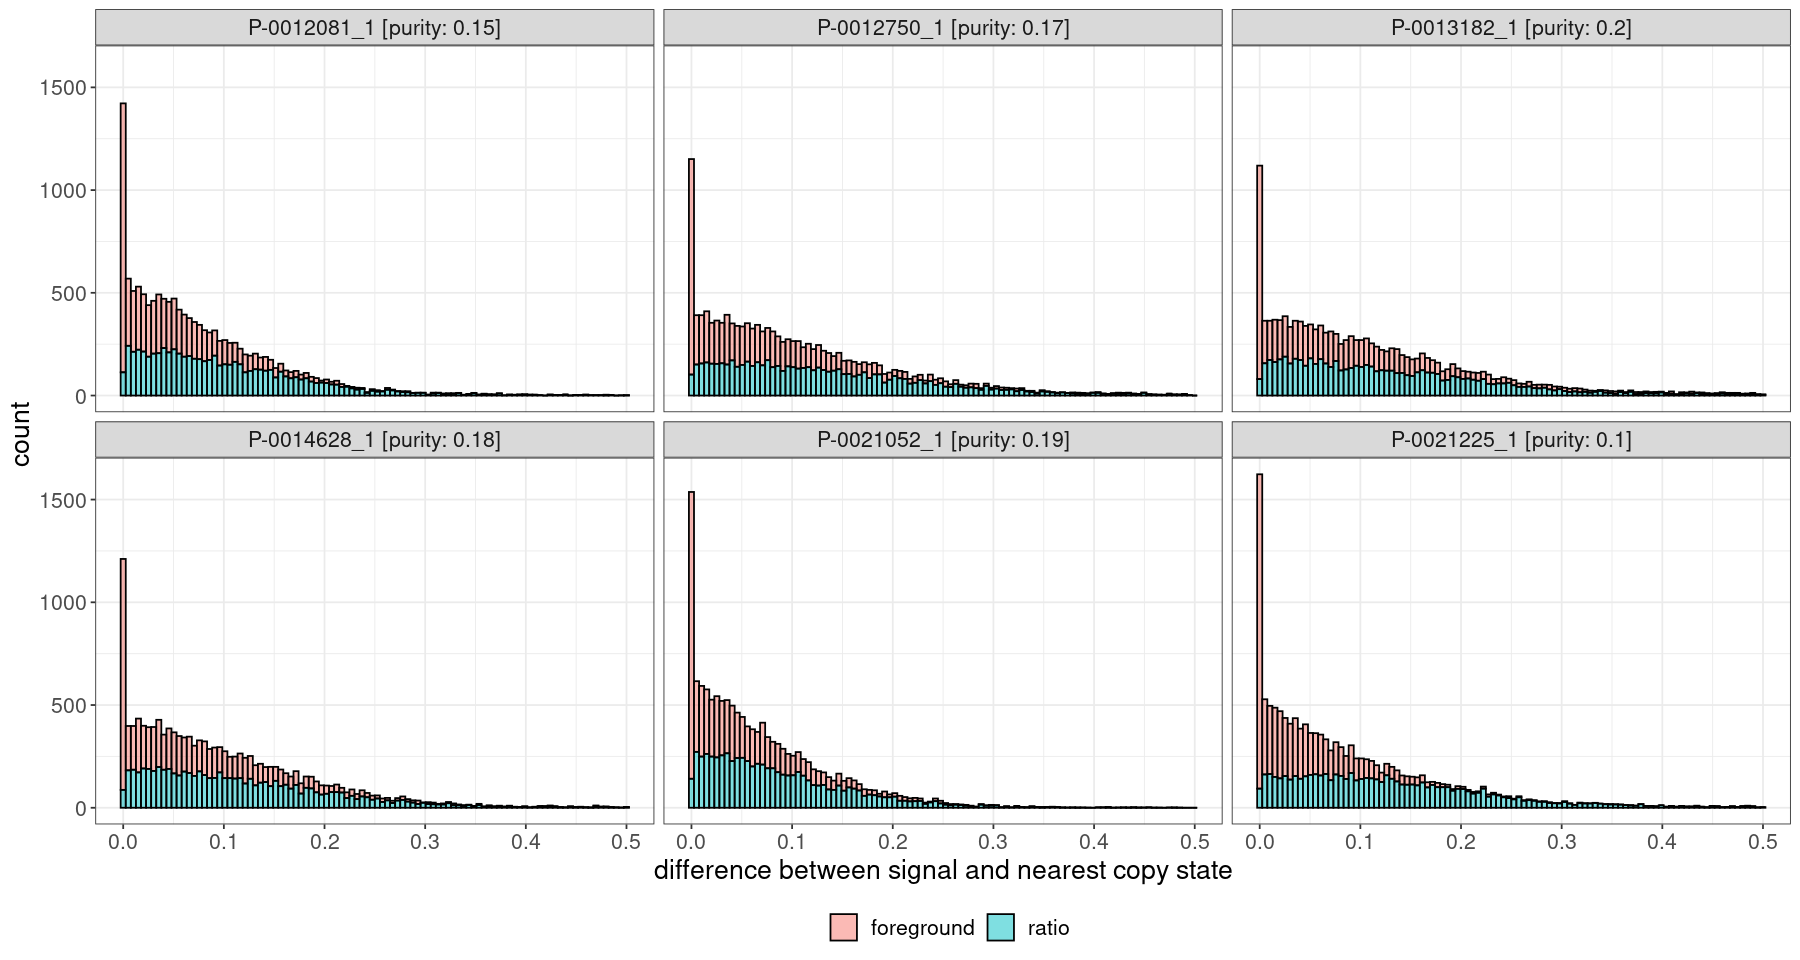 P-0012081_1 [purity: 0.15]
P-0012750_1 [purity: 0.17]
P-0013182_1 [purity: 0.2]
1500
1000
500
0
count
P-0014628_1 [purity: 0.18]
P-0021052_1 [purity: 0.19]
P-0021225_1 [purity: 0.1]
1500
1000
500
0
0.0 0.1 0.2 0.3 0.4 0.5
0.0 0.1 0.2 0.3 0.4 0.5
0.0 0.1 0.2 0.3 0.4 0.5
difference between signal and nearest copy state
foreground ratio